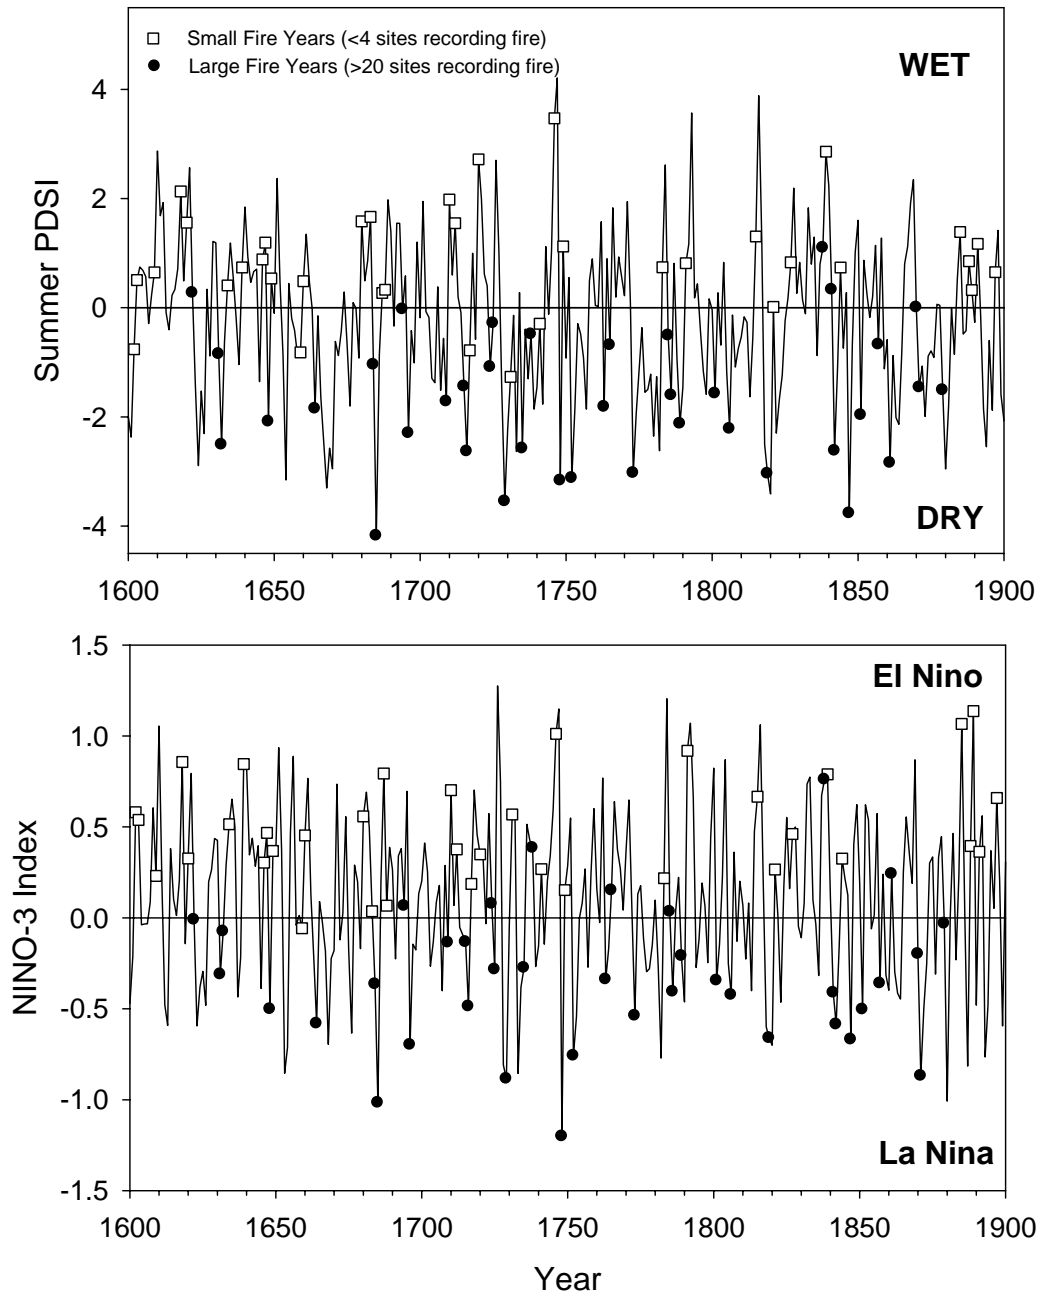 Small Fire Years (<4 sites recording fire)
Large Fire Years (>20 sites recording fire)
WET
4
2
0
-2
-4
Summer PDSI
DRY
1600 1650 1700 1750 1800 1850 1900
1.5
1.0
0.5
0.0
-0.5
-1.0
-1.5
NINO-3 Index
El Nino
La Nina
1600 1650 1700 1750 1800 1850 1900
Year